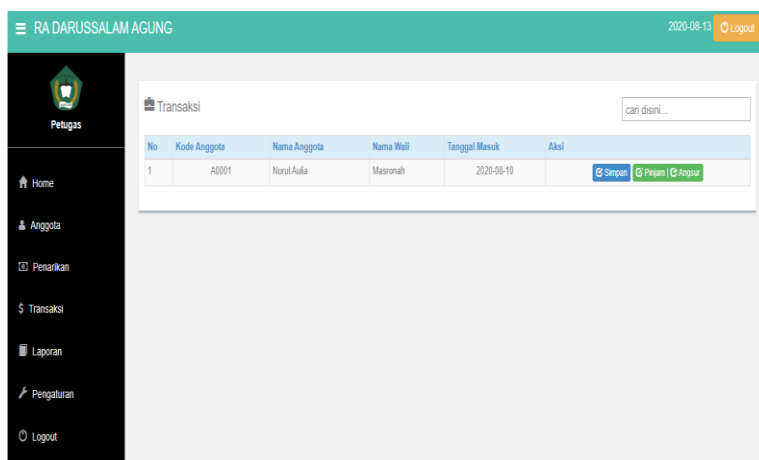 RA DARUSSALAM AGUNG
2020-08-13 Logout
Petugas
Home
Anggota
Penarikan
$ Transaksi
Laporan
Pengaturan
Logout
Transaksi
cari disini...
No Kode Anggota Nama Anggota Nama Wali Tanggal Masuk Aksi
1 A0001 Nurul Aulia Masronah 2020-08-10 Simpan Pinjam | Angsur